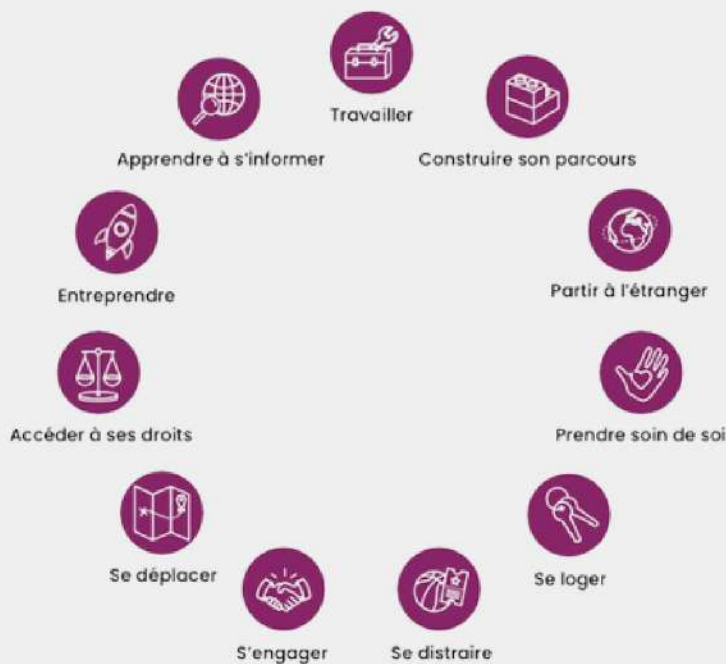 Travailler
Apprendre à s'informer
Construire son parcours
Entreprendre
Partir à l'étranger
Accéder à ses droits
Prendre soin de soi
Se déplacer
Se loger
S'engager
Se distraire